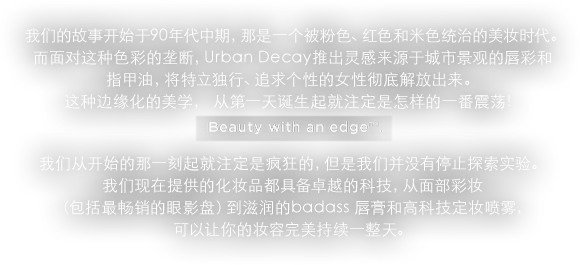 我们的故事开始于90年代中期，那是一个被粉色、红色和米色统治的美妆时代。
而面对这种色彩的垄断，Urban Decay推出灵感来源于城市景观的唇彩和
指甲油，将特立独行、追求个性的女性彻底解放出来。
这种边缘化的美学， 从第一天诞生起就注定是怎样的一番震荡!
Beauty with an edge™!
我们从开始的那一刻起就注定是疯狂的，但是我们并没有停止探索实验。
我们现在提供的化妆品都具备卓越的科技，从面部彩妆
（包括最畅销的眼影盘）到滋润的badass 唇膏和高科技定妆喷雾，
可以让你的妆容完美持续一整天。